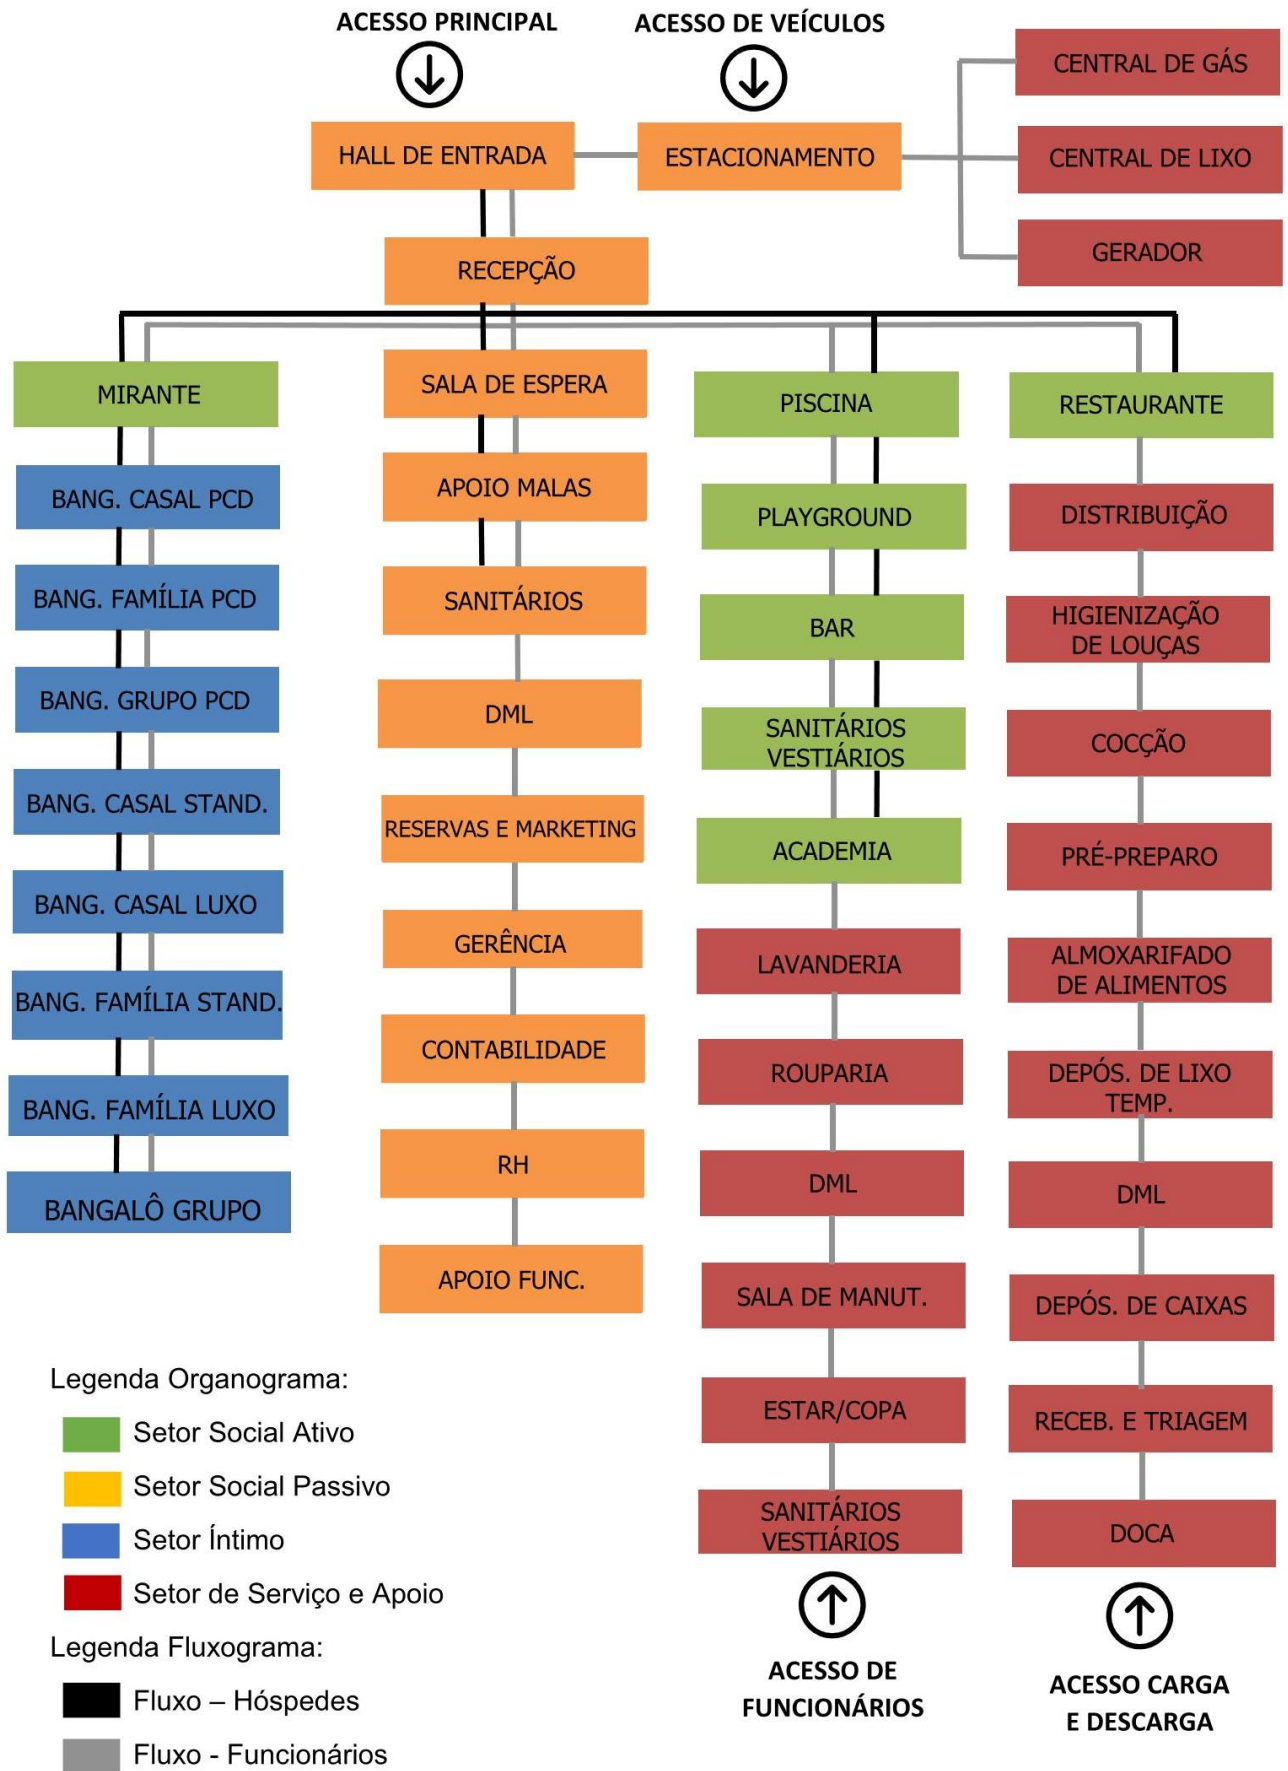 ACESSO PRINCIPAL
ACESSO DE VEÍCULOS
HALL DE ENTRADA
ESTACIONAMENTO
CENTRAL DE GÁS
CENTRAL DE LIXO
GERADOR
RECEPÇÃO
MIRANTE
BANG. CASAL PCD
BANG. FAMÍLIA PCD
BANG. GRUPO PCD
BANG. CASAL STAND.
BANG. CASAL LUXO
BANG. FAMÍLIA STAND.
BANG. FAMÍLIA LUXO
BANGALÔ GRUPO
SALA DE ESPERA
APOIO MALAS
SANITÁRIOS
DML
RESERVAS E MARKETING
GERÊNCIA
CONTABILIDADE
RH
APOIO FUNC.
PISCINA
PLAYGROUND
BAR
SANITÁRIOS
VESTIÁRIOS
ACADEMIA
LAVANDERIA
ROUPARIA
DML
SALA DE MANUT.
ESTAR/COPA
SANITÁRIOS
VESTIÁRIOS
ACESSO DE
FUNCIONÁRIOS
RESTAURANTE
DISTRIBUIÇÃO
HIGIENIZAÇÃO
DE LOUÇAS
COCÇÃO
PRÉ-PREPARO
ALMOXARIFADO
DE ALIMENTOS
DEPÓS. DE LIXO
TEMP.
DML
DEPÓS. DE CAIXAS
RECEB. E TRIAGEM
DOCA
ACESSO CARGA
E DESCARGA
Legenda Organograma:
Setor Social Ativo
Setor Social Passivo
Setor Íntimo
Setor de Serviço e Apoio
Legenda Fluxograma:
Fluxo – Hóspedes
Fluxo - Funcionários